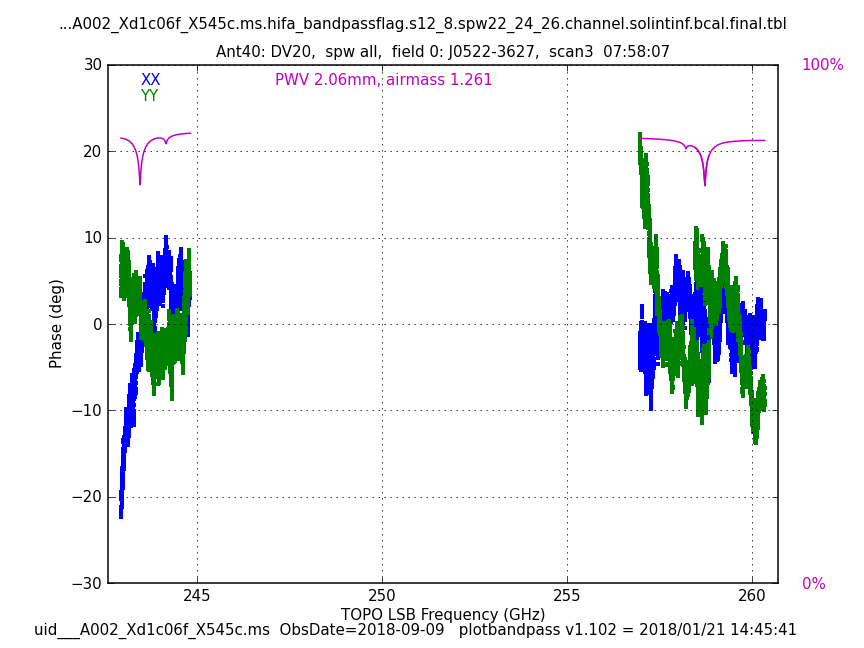 ...A002_Xd1c06f_X545c.ms.hifa_bandpassflag.s12_8.spw22_24_26.channel.solintinf.bcal.final.tbl
Ant40: DV20,  spw all,  field 0: J0522-3627,  scan3  07:58:07
XX
YY
PWV 2.06mm, airmass 1.261
100%
0%
30
20
10
0
−10
−20
−30
Phase (deg)
245
250
255
260
TOPO LSB Frequency (GHz)
uid___A002_Xd1c06f_X545c.ms  ObsDate=2018-09-09   plotbandpass v1.102 = 2018/01/21 14:45:41